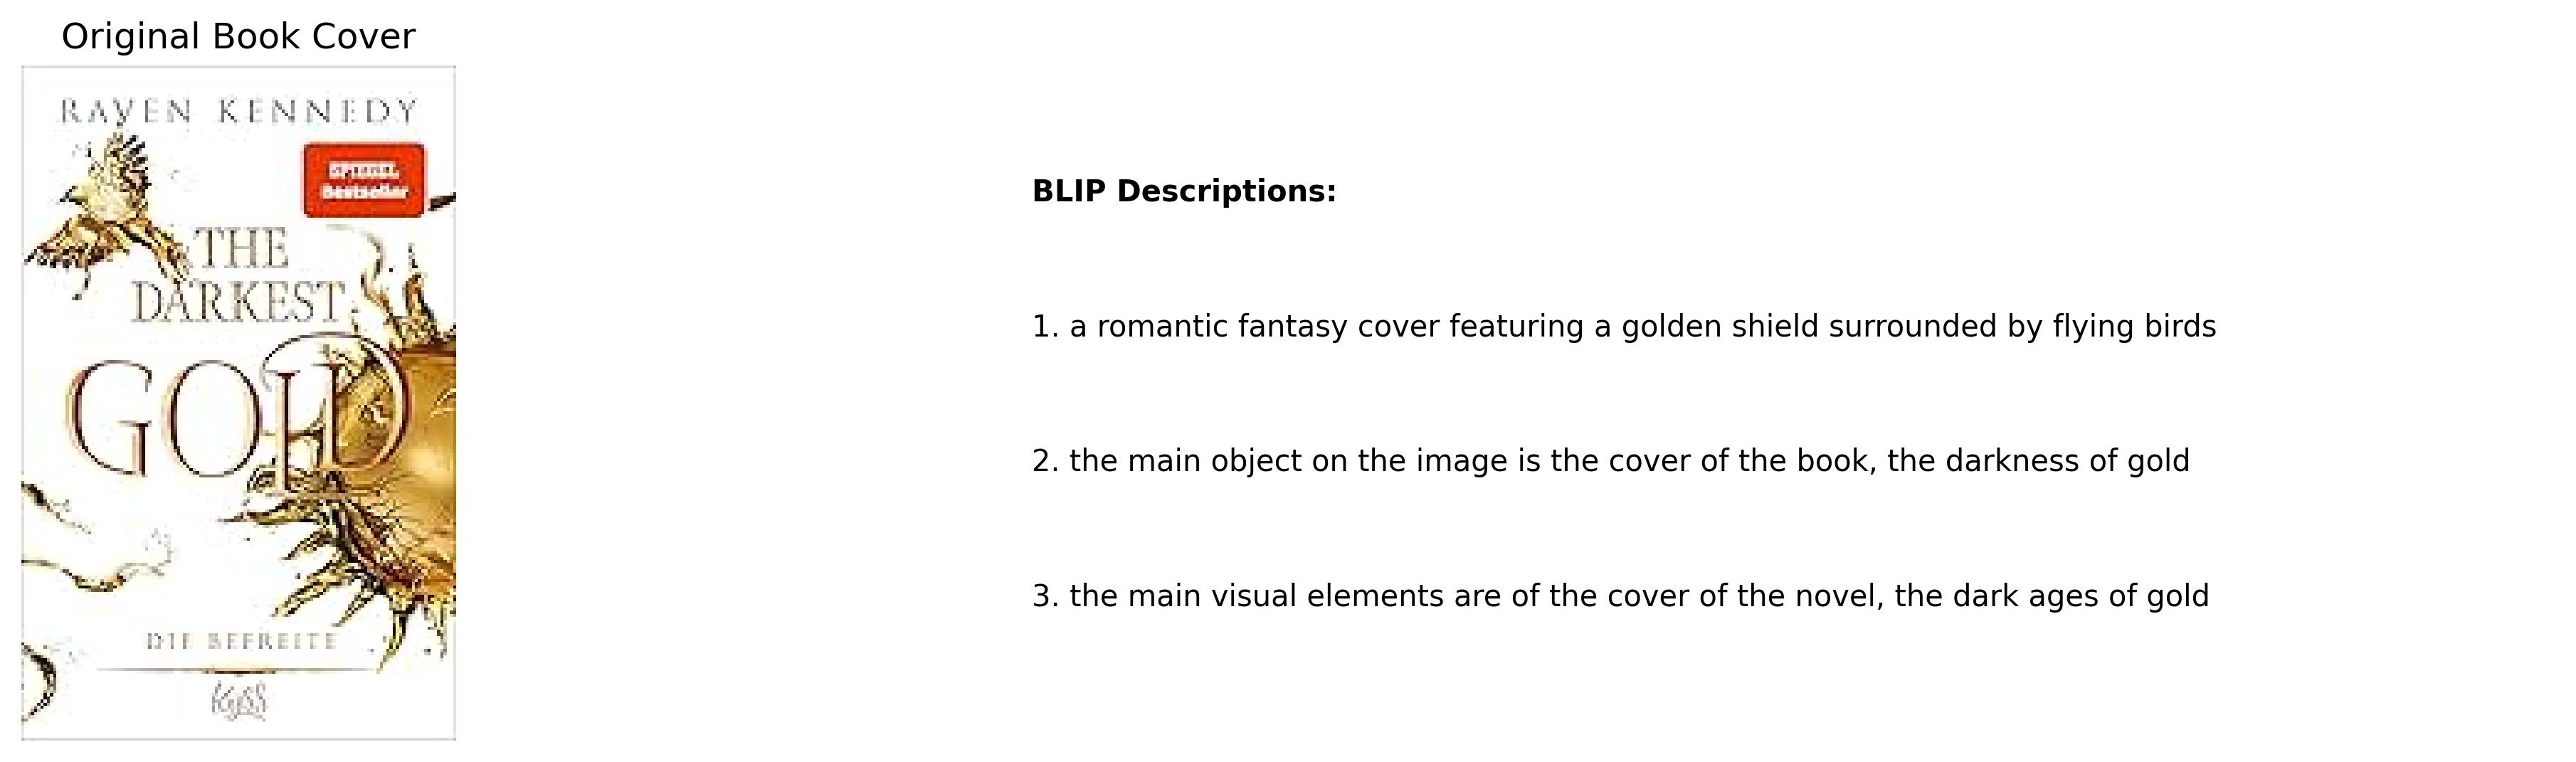 Original Book Cover
RAVEN KENNEDY
SPIEGEL
Bestseller
THE
DARKEST
GOLD
DIE BEFREITE
kyss
BLIP Descriptions:
1. a romantic fantasy cover featuring a golden shield surrounded by flying birds
2. the main object on the image is the cover of the book, the darkness of gold
3. the main visual elements are of the cover of the novel, the dark ages of gold